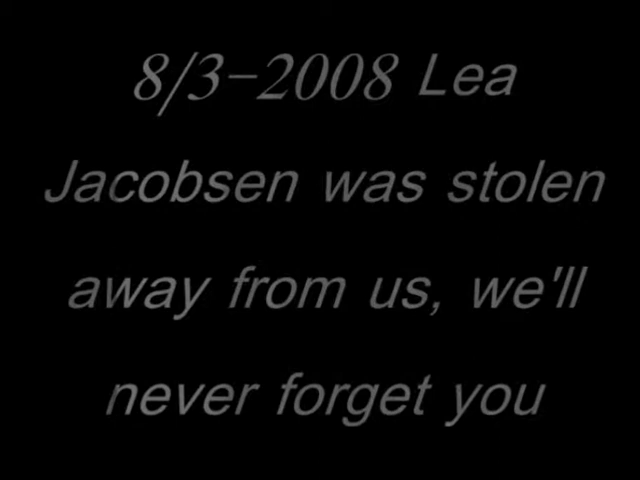 8/3-2008 Lea
Jacobsen was stolen
away from us, we'll
never forget you